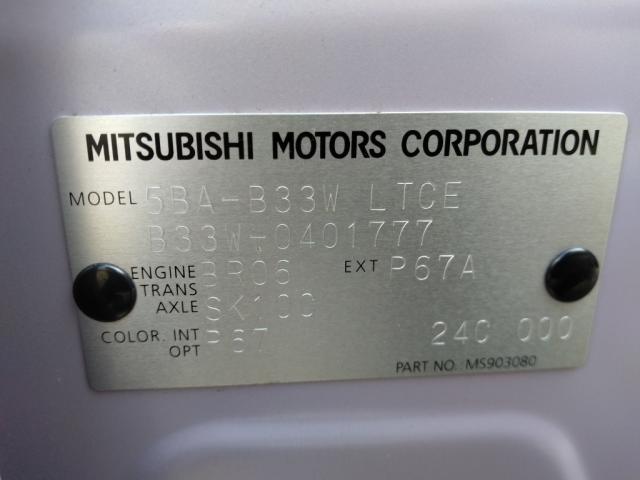 MITSUBISHI MOTORS CORPORATION
MODEL 5BA-B33W LTCE
B33W-0401777
ENGINE BR06 EXT P67A
TRANS
AXLE SK10C
COLOR. INT P67 24C 000
OPT
PART NO. MS903080